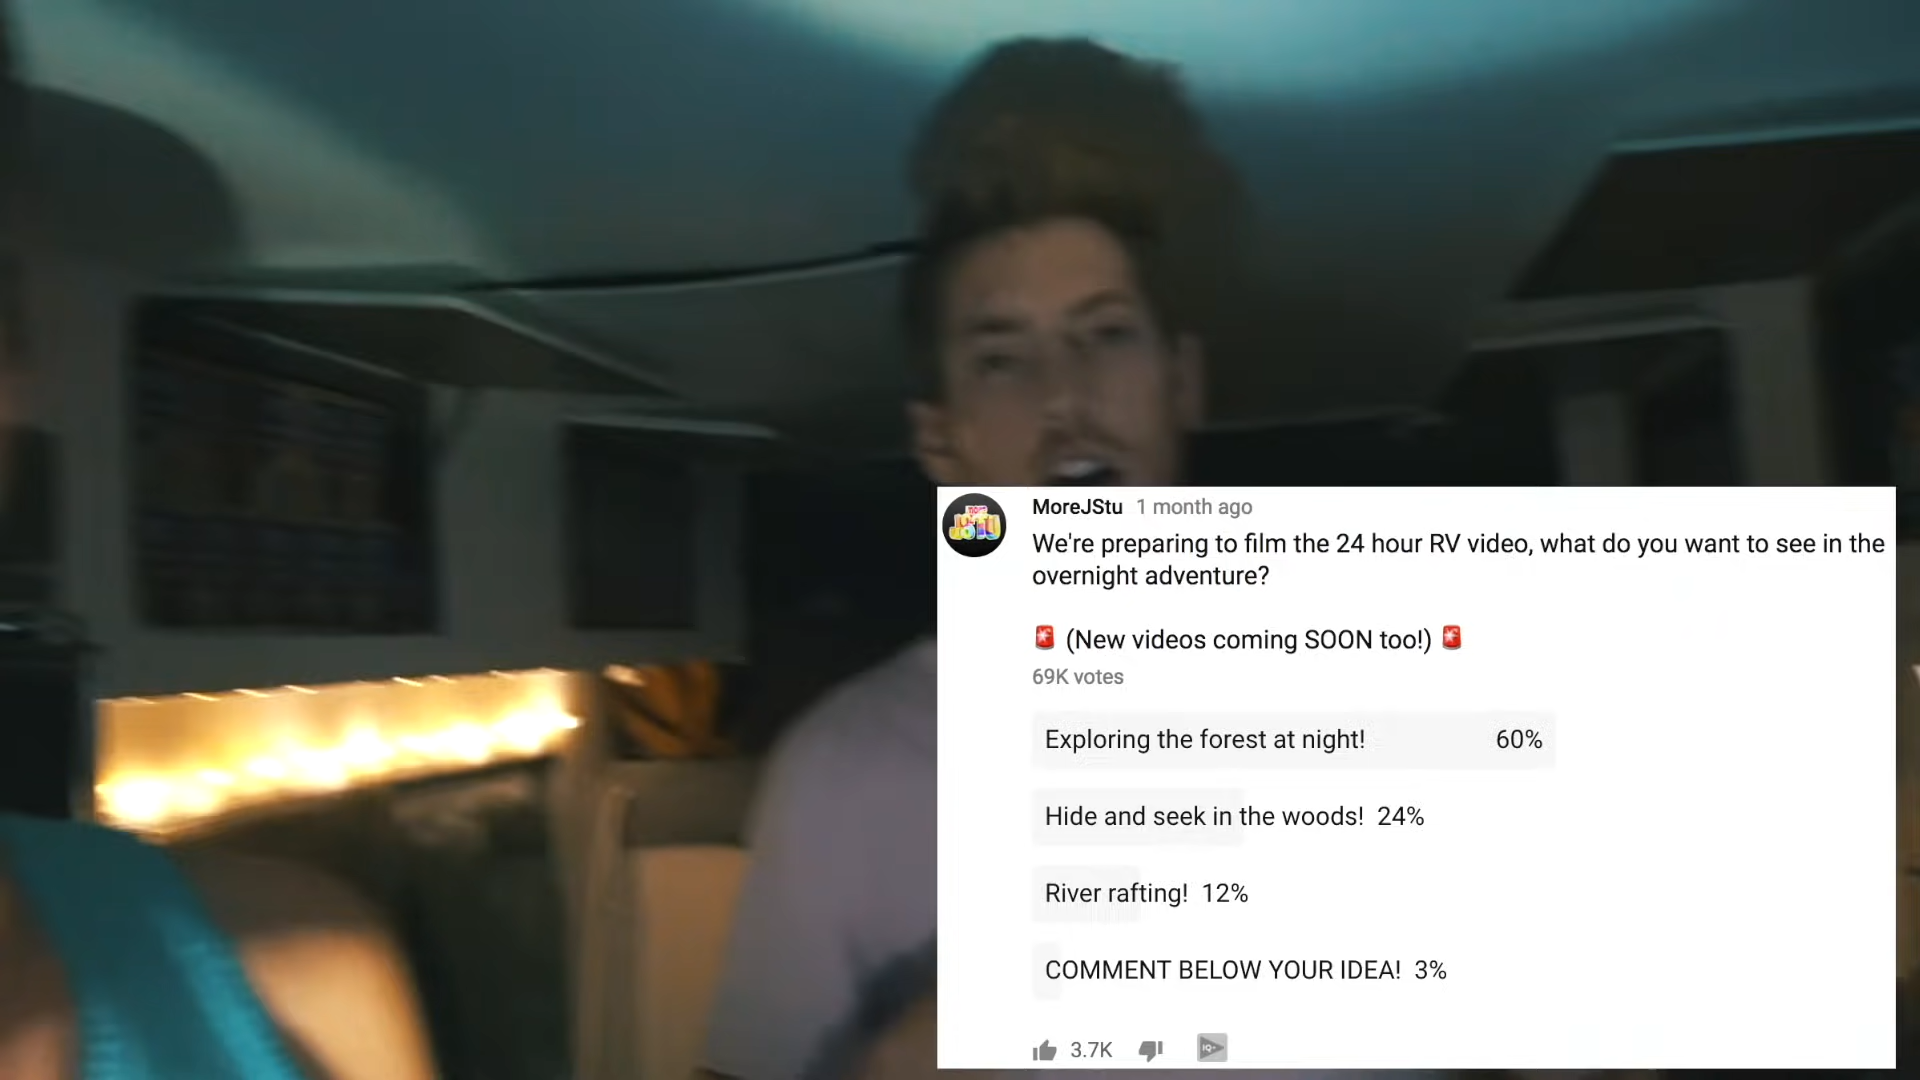 MoreJStu 1 month ago
We're preparing to film the 24 hour RV video, what do you want to see in the
overnight adventure?
🚨 (New videos coming SOON too!) 🚨
69K votes
Exploring the forest at night! 60%
Hide and seek in the woods! 24%
River rafting! 12%
COMMENT BELOW YOUR IDEA! 3%
3.7K